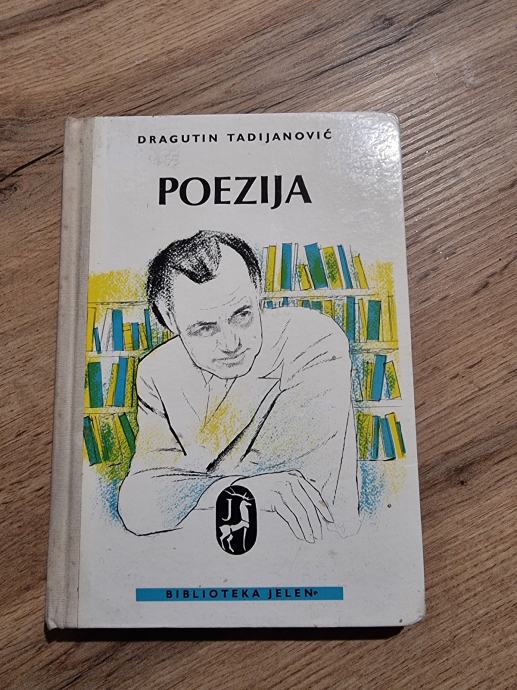 DRAGUTIN TADIJANOVIĆ
POEZIJA
J
BIBLIOTEKA JELEN